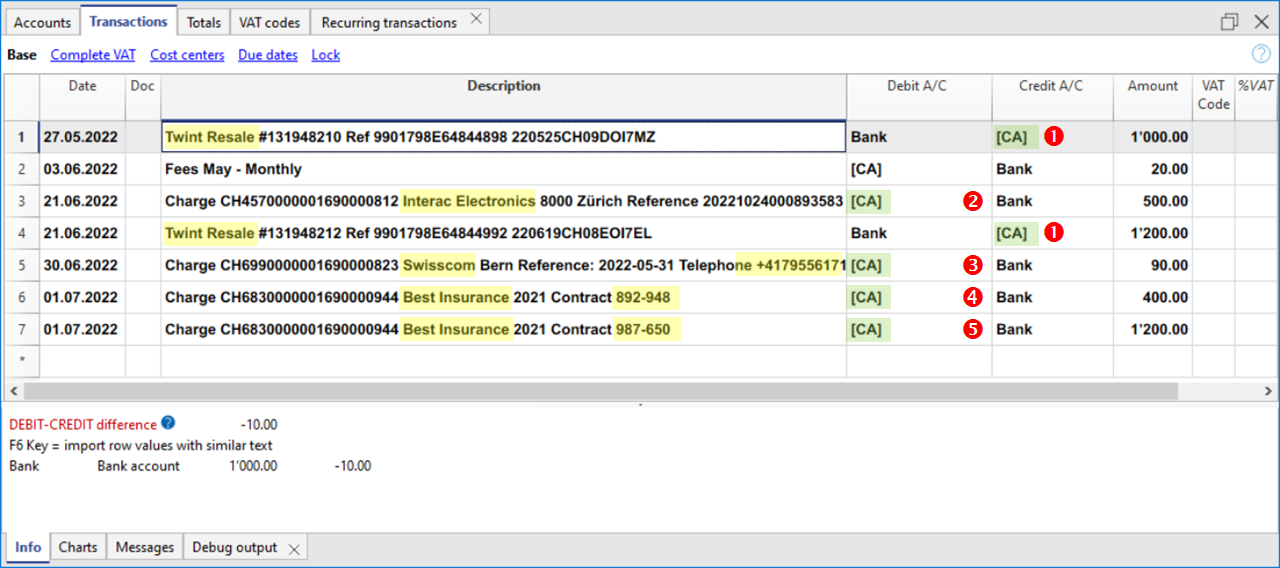 Accounts Transactions Totals VAT codes Recurring transactions
Base Complete VAT Cost centers Due dates Lock
Date Doc Description Debit A/C Credit A/C Amount VAT Code %VAT
1 27.05.2022 Twint Resale #131948210 Ref 9901798E64844898 220525CH09DOI7MZ Bank [CA] 1 1'000.00
2 03.06.2022 Fees May - Monthly [CA] Bank 20.00
3 21.06.2022 Charge CH4570000001690000812 Interac Electronics 8000 Zürich Reference 20221024000893583 [CA] 2 Bank 500.00
4 21.06.2022 Twint Resale #131948212 Ref 9901798E64844992 220619CH08EOI7EL Bank [CA] 1 1'200.00
5 30.06.2022 Charge CH6990000001690000823 Swisscom Bern Reference: 2022-05-31 Telephone +4179556171 [CA] 3 Bank 90.00
6 01.07.2022 Charge CH6830000001690000944 Best Insurance 2021 Contract 892-948 [CA] 4 Bank 400.00
7 01.07.2022 Charge CH6830000001690000944 Best Insurance 2021 Contract 987-650 [CA] 5 Bank 1'200.00
*
DEBIT-CREDIT difference ? -10.00
F6 Key = import row values with similar text
Bank Bank account 1'000.00 -10.00
Info Charts Messages Debug output